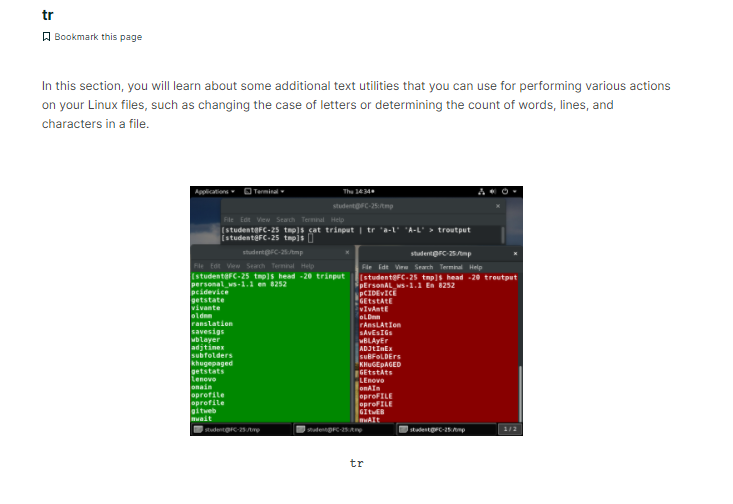 tr
Bookmark this page
In this section, you will learn about some additional text utilities that you can use for performing various actions
on your Linux files, such as changing the case of letters or determining the count of words, lines, and
characters in a file.
Applications Terminal Thu 14:34
student@FC-25:/tmp
File Edit View Search Terminal Help
[student@FC-25 tmp]$ cat trinput | tr 'a-l' 'A-L' > troutput
[student@FC-25 tmp]$
student@FC-25:/tmp
File Edit View Search Terminal Help
[student@FC-25 tmp]$ head -20 trinput
personal_ws-1.1 en 8252
pcidevice
getstate
vivante
oldmm
ranslation
savesigs
wblayer
adjtimex
subfolders
khugepaged
getstats
Lenovo
omain
oprofile
oprofile
gitweb
mwait
student@FC-25:/tmp
File Edit View Search Terminal Help
[student@FC-25 tmp]$ head -20 troutput
pErsonAL_ws-1.1 En 8252
pCIDEvICE
GEtstAtE
vIvAntE
oLDmm
rAnsLAtIon
sAvEsIGs
wBLAyEr
ADJtImEx
suBFoLDErs
KHuGEpAGED
GEtstAts
LEnovo
omAIn
oproFILE
oproFILE
GItwEB
mwAIt
student@FC-25:/tmp student@FC-25:/tmp student@FC-25:/tmp 1 / 2
tr